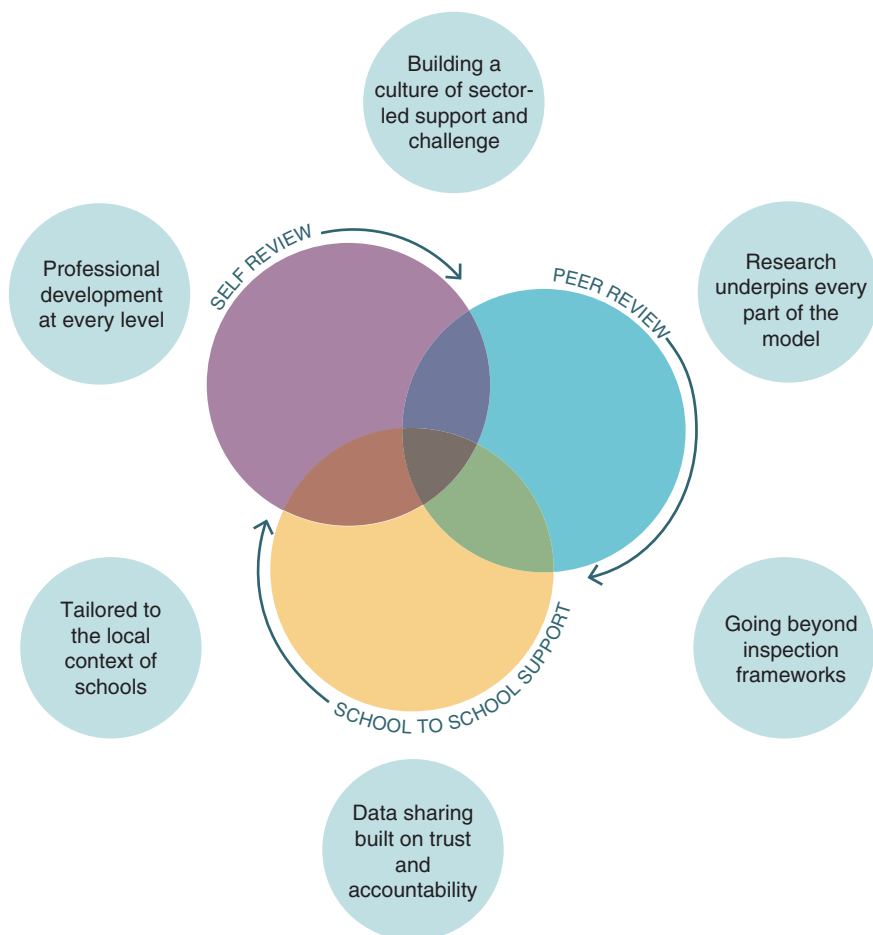 Building a
culture of sector-
led support and
challenge
SELF REVIEW
PEER REVIEW
Professional
development
at every level
Research
underpins every
part of the
model
Tailored to
the local
context of
schools
Going beyond
inspection
frameworks
SCHOOL TO SCHOOL SUPPORT
Data sharing
built on trust
and
accountability